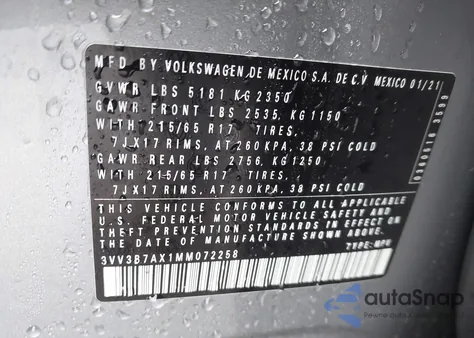 MFD BY VOLKSWAGEN DE MEXICO S.A. DE C.V MEXICO 01/21
GVWR LBS 5181 KG 2350
GAWR FRONT LBS 2535, KG 1150
WITH 215/65 R17 TIRES,
7JX17 RIMS, AT 260 KPA, 38 PSI COLD
GAWR REAR LBS 2756, KG 1250
WITH 215/65 R17 TIRES,
7JX17 RIMS, AT 260 KPA, 38 PSI COLD
THIS VEHICLE CONFORMS TO ALL APPLICABLE
U.S. FEDERAL MOTOR VEHICLE SAFETY AND
THEFT PREVENTION STANDARDS IN EFFECT ON
THE DATE OF MANUFACTURE SHOWN ABOVE.
3VV3B7AX1MM072258 TYPE: MPV
autoSnap